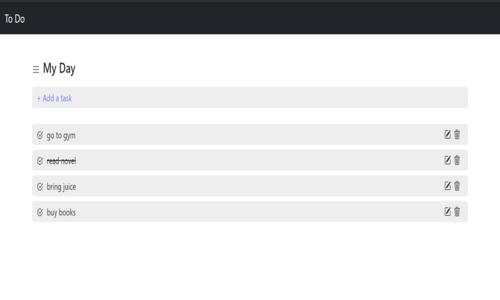 To Do
My Day
+ Add a task
go to gym
read novel
bring juice
buy books